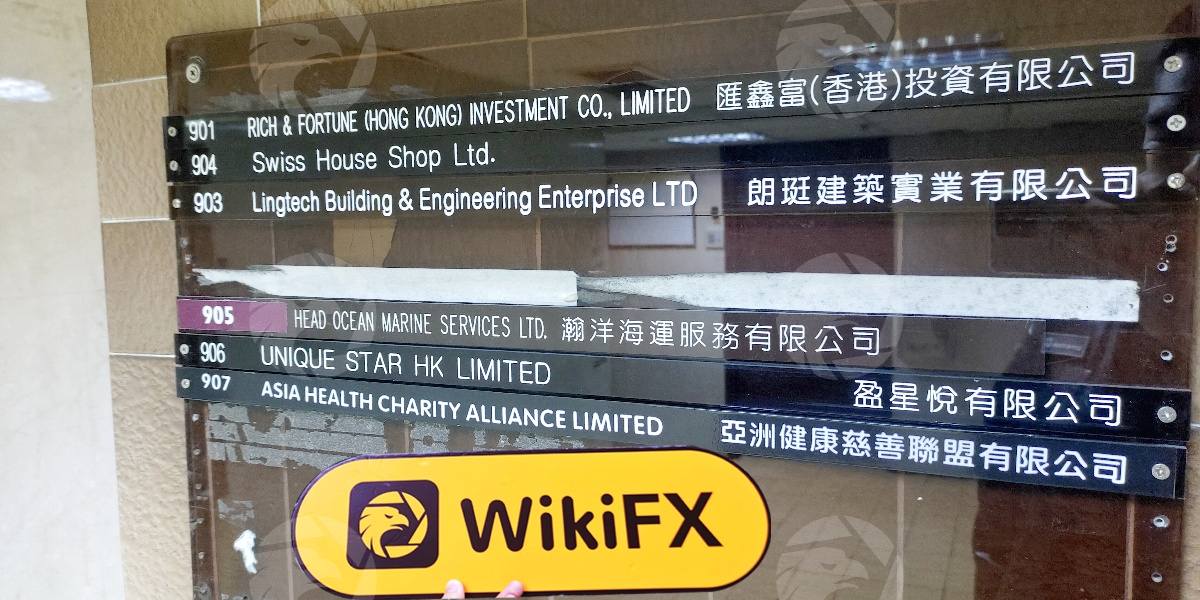 901 RICH & FORTUNE (HONG KONG) INVESTMENT CO., LIMITED 匯鑫富(香港)投資有限公司
904 Swiss House Shop Ltd.
903 Lingtech Building & Engineering Enterprise LTD 朗珽建築實業有限公司
905 HEAD OCEAN MARINE SERVICES LTD. 瀚洋海運服務有限公司
906 UNIQUE STAR HK LIMITED 盈星悅有限公司
907 ASIA HEALTH CHARITY ALLIANCE LIMITED 亞洲健康慈善聯盟有限公司
WikiFX